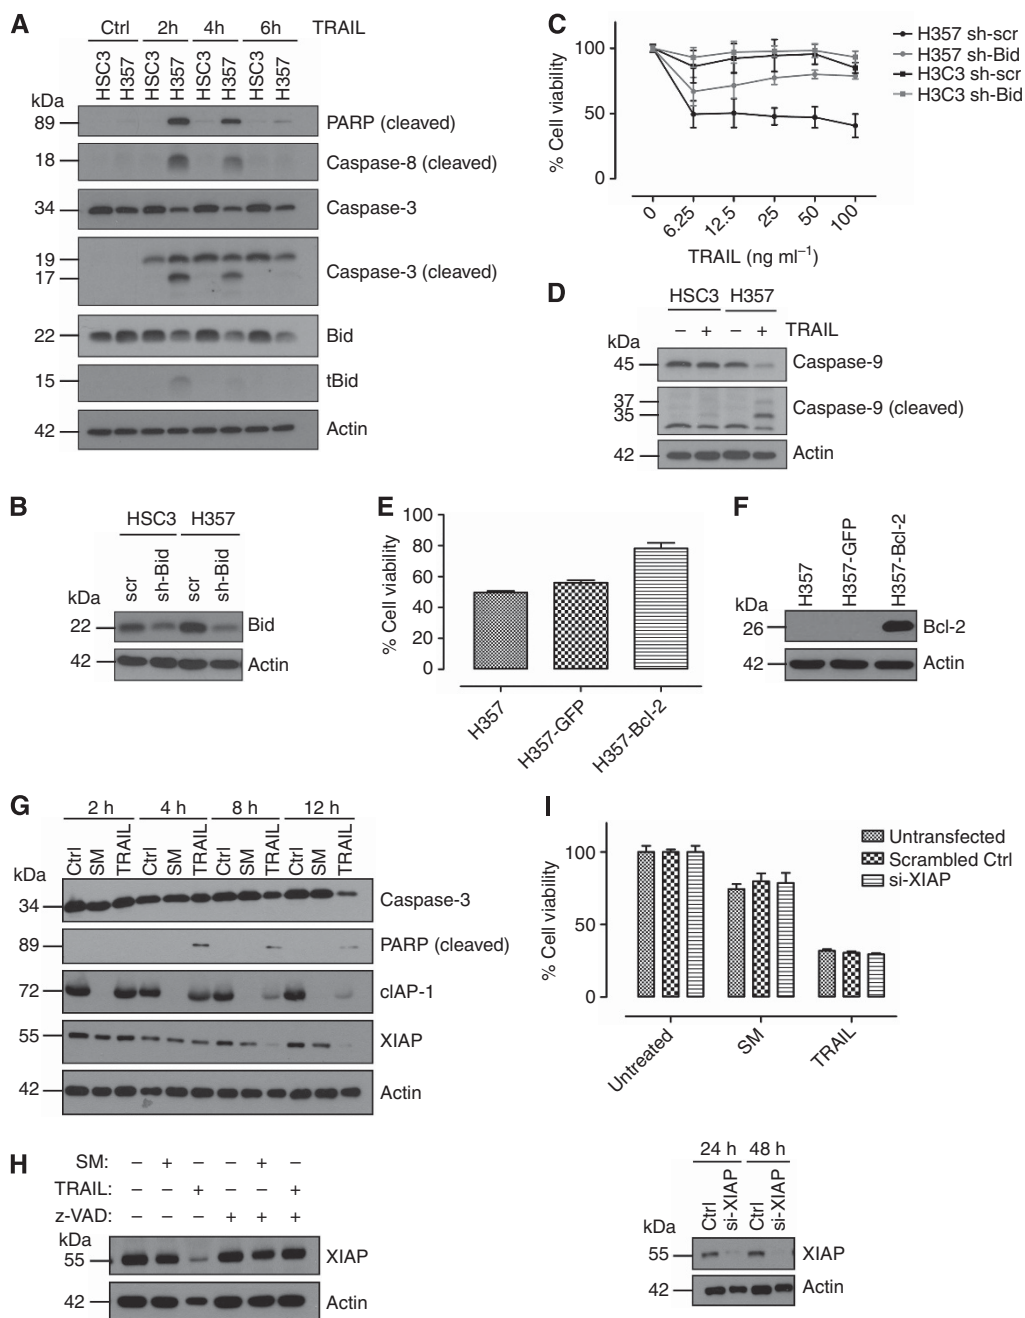 A
Ctrl 2h 4h 6h TRAIL
HSC3 H357 HSC3 H357 HSC3 H357 HSC3 H357
kDa
89 PARP (cleaved)
18 Caspase-8 (cleaved)
34 Caspase-3
19
17
Caspase-3 (cleaved)
22 Bid
15 tBid
42 Actin
C
% Cell viability
100
50
0
0 6.25 12.5 25 50 100
TRAIL (ng ml⁻¹)
H357 sh-scr
H357 sh-Bid
H3C3 sh-scr
H3C3 sh-Bid
D
HSC3 H357
– + – + TRAIL
kDa
45 Caspase-9
37
35
Caspase-9 (cleaved)
42 Actin
B
HSC3 H357
scr sh-Bid scr sh-Bid
kDa
22 Bid
42 Actin
E
% Cell viability
100
80
60
40
20
0
H357 H357-GFP H357-Bcl-2
F
H357 H357-GFP H357-Bcl-2
kDa
26 Bcl-2
42 Actin
G
2 h 4 h 8 h 12 h
Ctrl SM TRAIL Ctrl SM TRAIL Ctrl SM TRAIL Ctrl SM TRAIL
kDa
34 Caspase-3
89 PARP (cleaved)
72 cIAP-1
55 XIAP
42 Actin
I
% Cell viability
100
50
0
Untreated SM TRAIL
Untransfected
Scrambled Ctrl
si-XIAP
H
SM: – + – – + –
TRAIL: – – + – – +
z-VAD: – – – + + +
kDa
55 XIAP
42 Actin
24 h 48 h
Ctrl si-XIAP Ctrl si-XIAP
kDa
55 XIAP
42 Actin